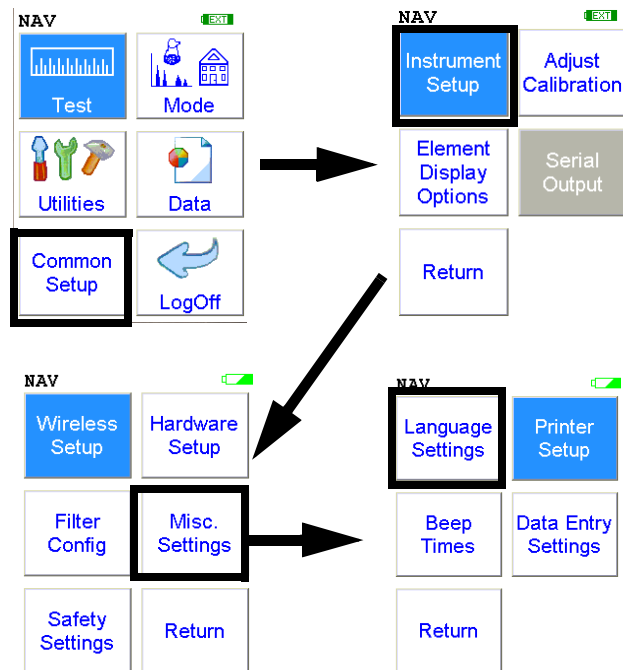 NAV
EXT
Test
Mode
Utilities
Data
Common
Setup
LogOff
NAV
EXT
Instrument
Setup
Adjust
Calibration
Element
Display
Options
Serial
Output
Return
NAV
Wireless
Setup
Hardware
Setup
Filter
Config
Misc.
Settings
Safety
Settings
Return
NAV
Language
Settings
Printer
Setup
Beep
Times
Data Entry
Settings
Return